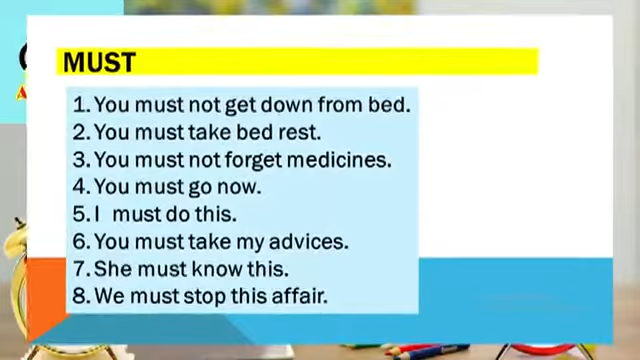 MUST
1. You must not get down from bed.
2. You must take bed rest.
3. You must not forget medicines.
4. You must go now.
5. I must do this.
6. You must take my advices.
7. She must know this.
8. We must stop this affair.